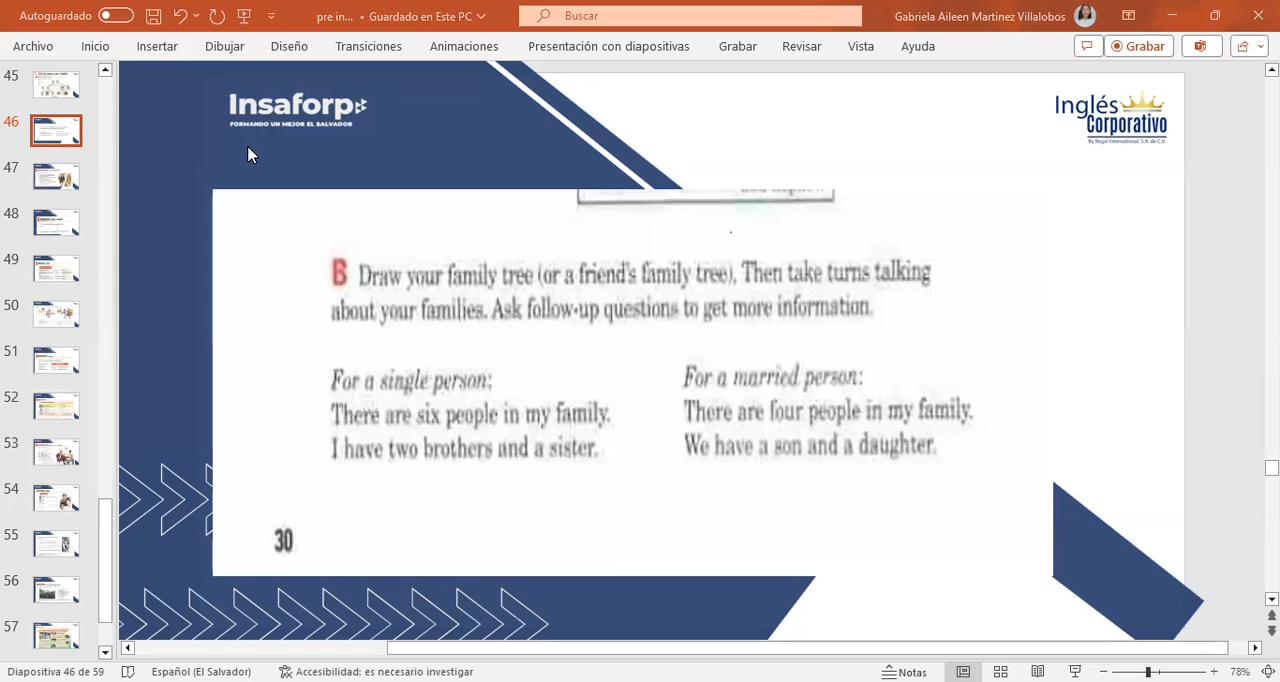 Autoguardado
pre in... • Guardado en Este PC
Buscar
Gabriela Aileen Martinez Villalobos
Archivo Inicio Insertar Dibujar Diseño Transiciones Animaciones Presentación con diapositivas Grabar Revisar Vista Ayuda
Grabar
45
46
47
48
49
50
51
52
53
54
55
56
57
Insaforp
FORMANDO UN MEJOR EL SALVADOR
Inglés
Corporativo
By Regal International, S.A. de C.V.
B Draw your family tree (or a friend's family tree). Then take turns talking
about your families. Ask follow-up questions to get more information.
For a single person:
There are six people in my family.
I have two brothers and a sister.
For a married person:
There are four people in my family.
We have a son and a daughter.
30
Diapositiva 46 de 59
Español (El Salvador)
Accesibilidad: es necesario investigar
Notas
78%